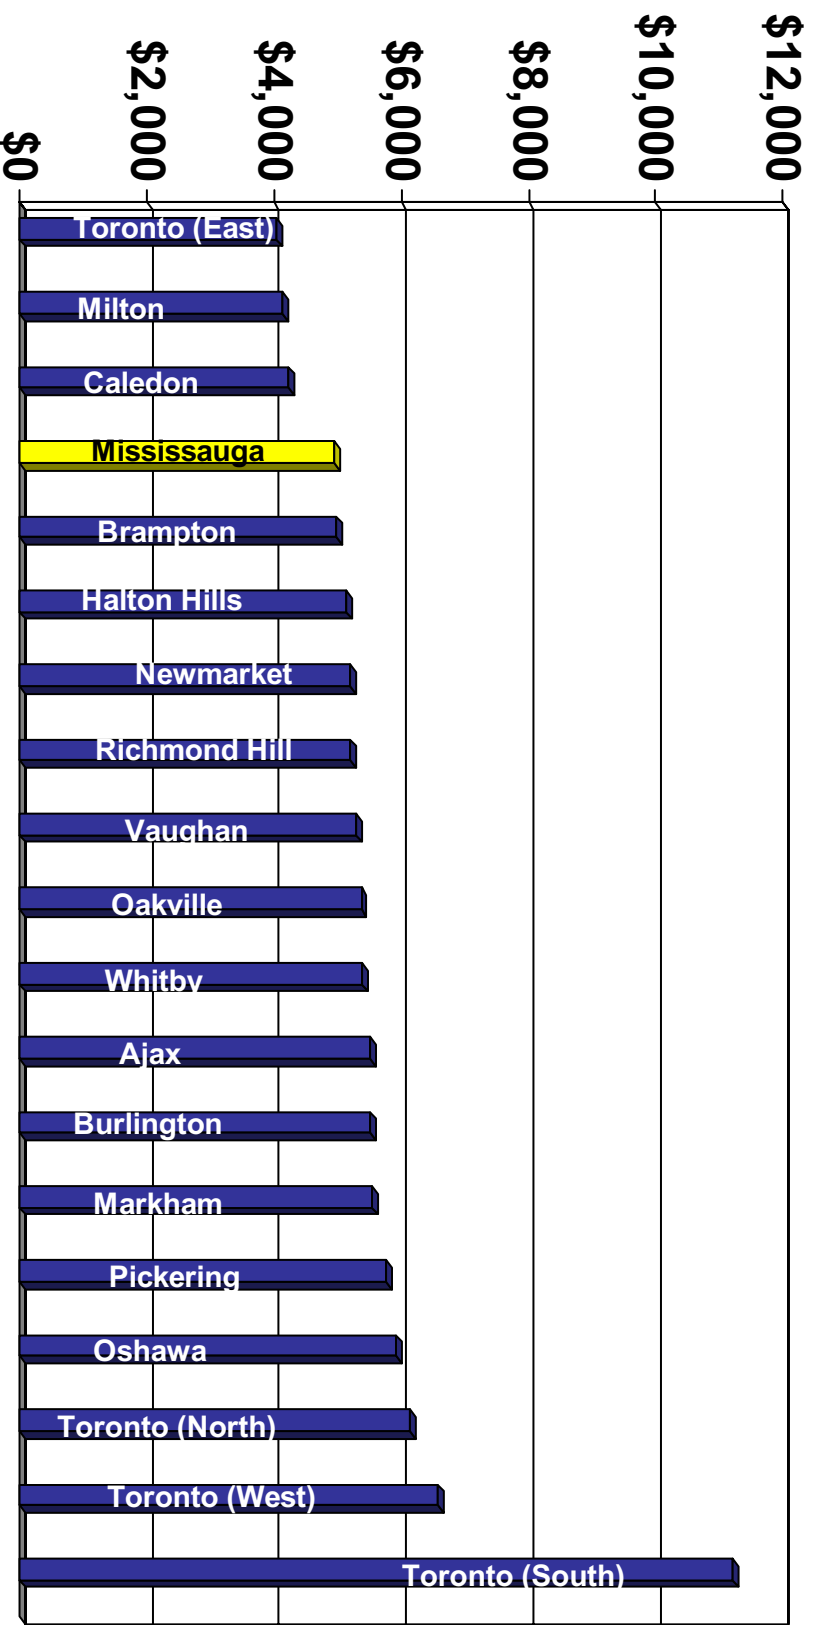 $12,000
$10,000
$8,000
$6,000
$4,000
$2,000
$0
Toronto (East)
Milton
Caledon
Mississauga
Brampton
Halton Hills
Newmarket
Richmond Hill
Vaughan
Oakville
Whitby
Ajax
Burlington
Markham
Pickering
Oshawa
Toronto (North)
Toronto (West)
Toronto (South)